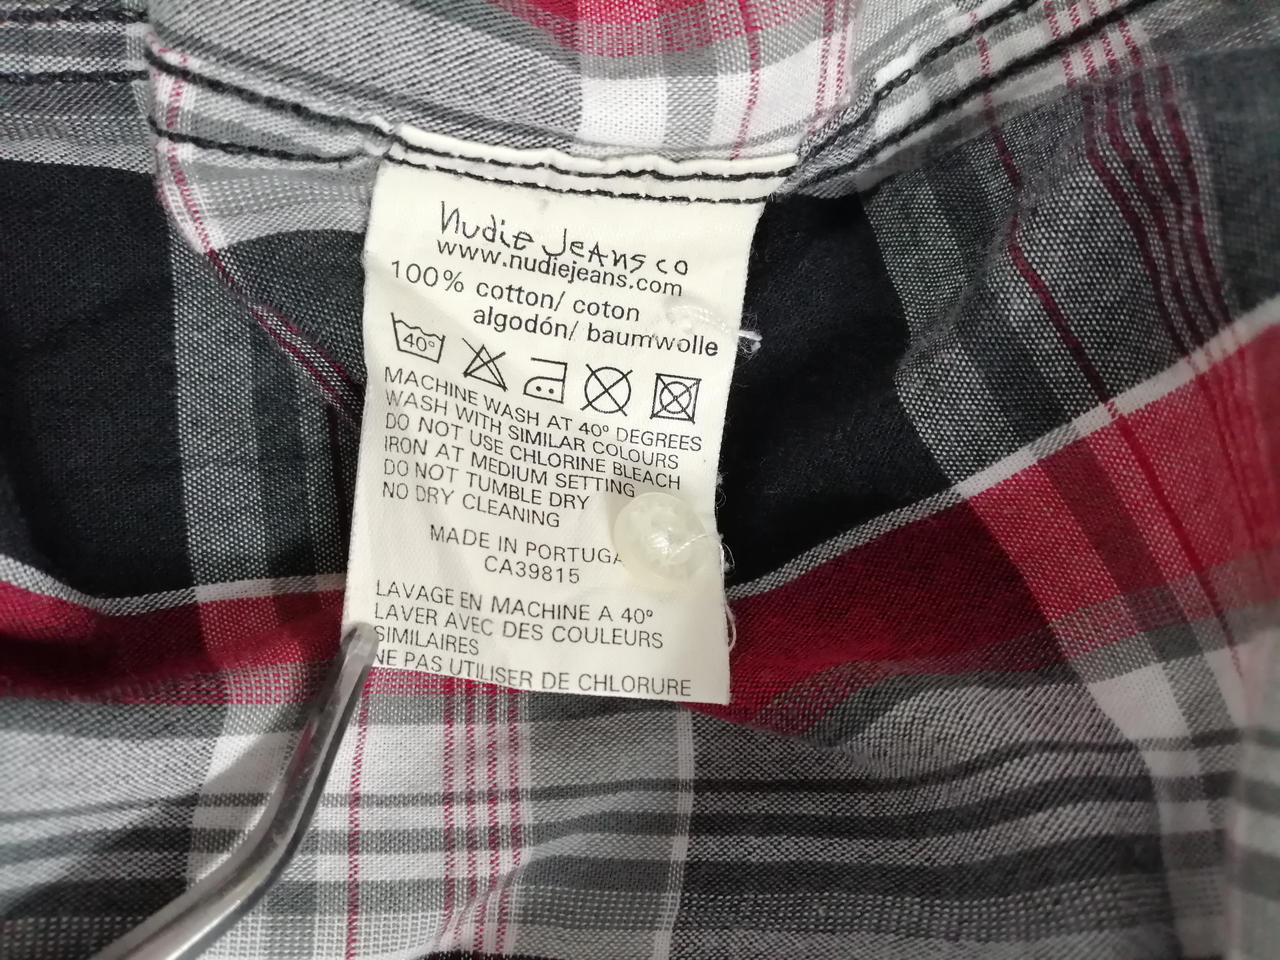 Nudie Jeans co
www.nudiejeans.com
100% cotton/ coton
algodón/ baumwolle
40°
MACHINE WASH AT 40° DEGREES
WASH WITH SIMILAR COLOURS
DO NOT USE CHLORINE BLEACH
IRON AT MEDIUM SETTING
DO NOT TUMBLE DRY
NO DRY CLEANING
MADE IN PORTUGA
CA39815
LAVAGE EN MACHINE A 40°
LAVER AVEC DES COULEURS
SIMILAIRES
NE PAS UTILISER DE CHLORURE